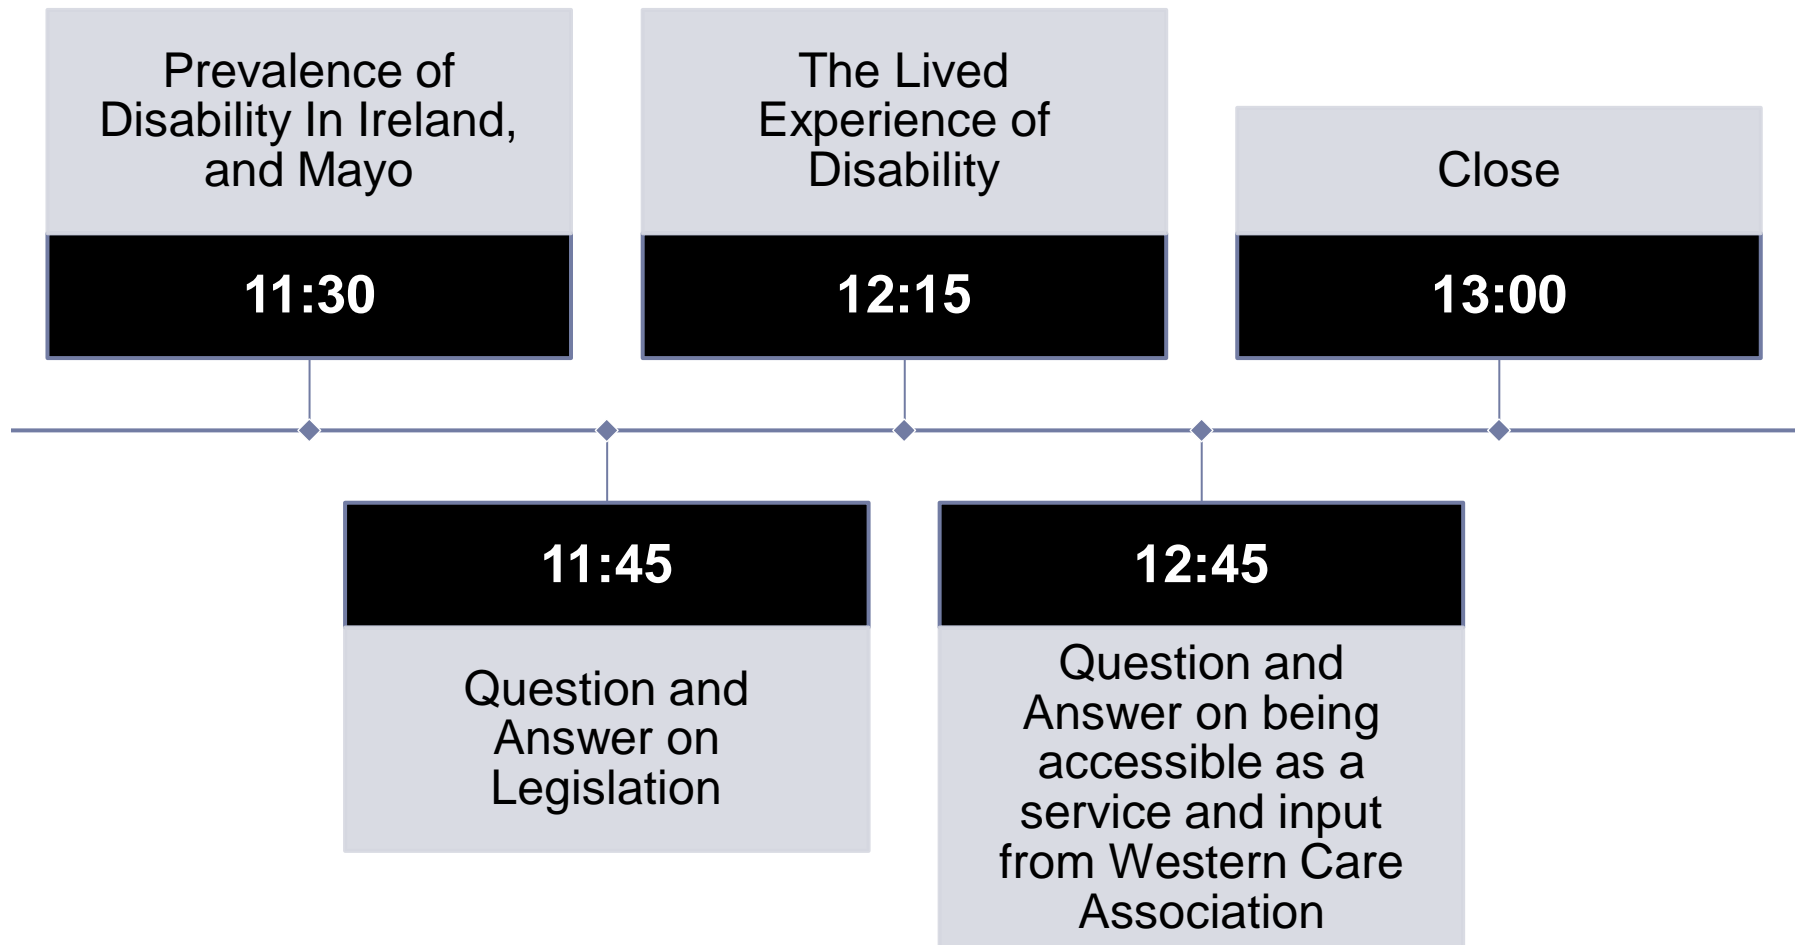 Prevalence of
Disability In Ireland,
and Mayo
11:30
11:45
Question and
Answer on
Legislation
The Lived
Experience of
Disability
12:15
12:45
Question and
Answer on being
accessible as a
service and input
from Western Care
Association
Close
13:00